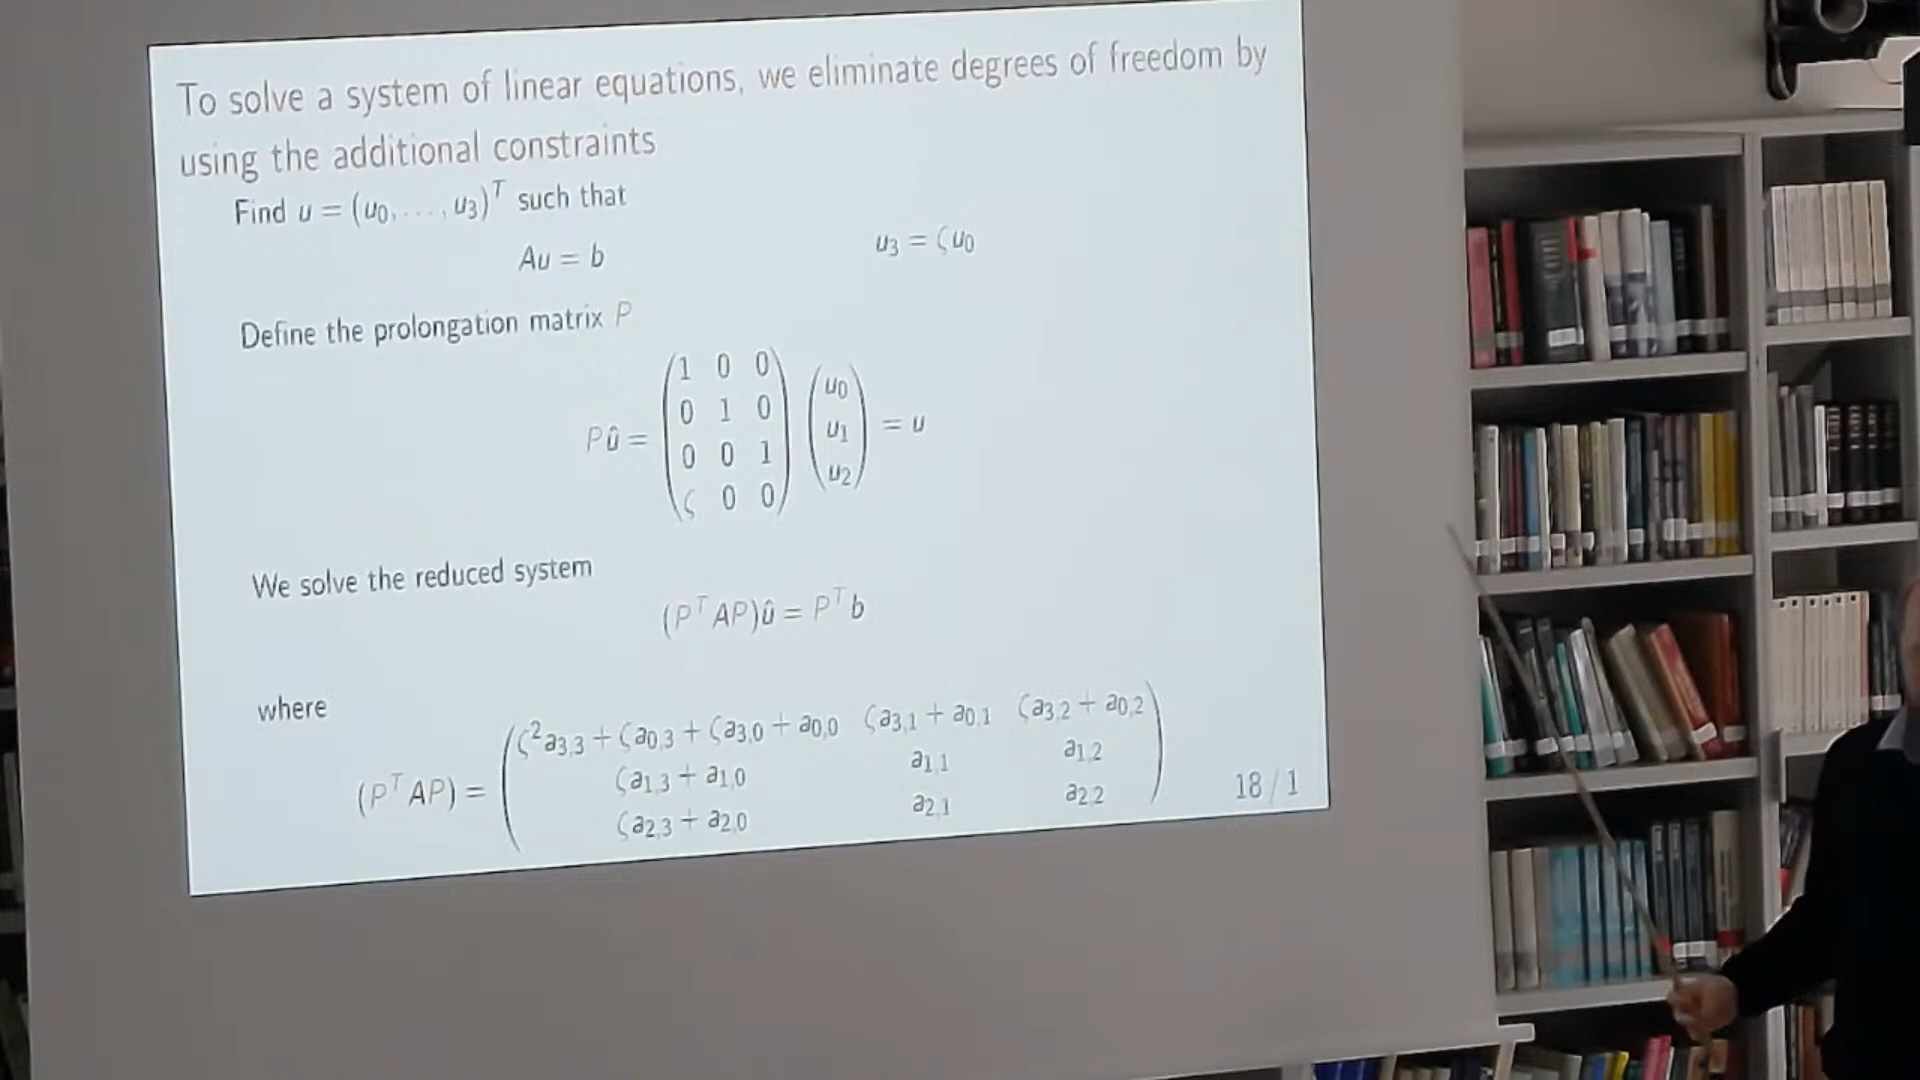 To solve a system of linear equations, we eliminate degrees of freedom by
using the additional constraints
Find u = (u₀, . . . , u₃)ᵀ such that
Au = b    u₃ = ζu₀
Define the prolongation matrix P
Pû = (1 0 0; 0 1 0; 0 0 1; ζ 0 0) (u₀; u₁; u₂) = u
We solve the reduced system
(PᵀAP)û = Pᵀb
where
(PᵀAP) = (ζ²a₃,₃ + ζa₀,₃ + ζa₃,₀ + a₀,₀  ζa₃,₁ + a₀,₁  ζa₃,₂ + a₀,₂
ζa₁,₃ + a₁,₀  a₁,₁  a₁,₂
ζa₂,₃ + a₂,₀  a₂,₁  a₂,₂)
18 / 1